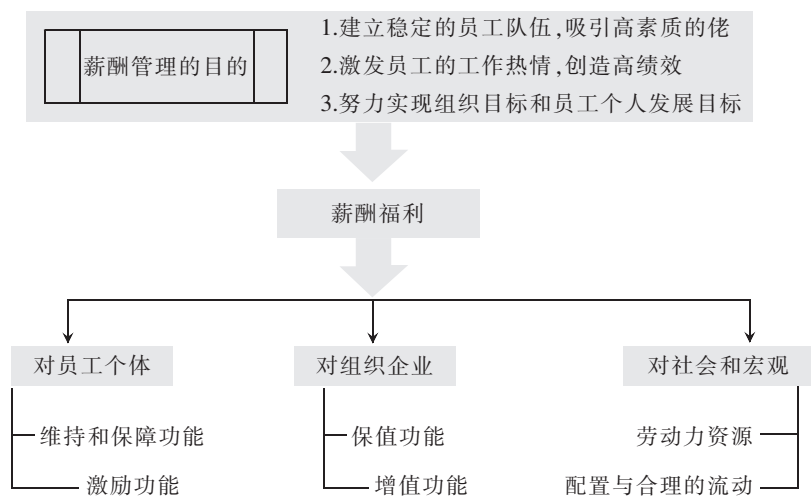 薪酬管理的目的
1.建立稳定的员工队伍,吸引高素质的佬
2.激发员工的工作热情,创造高绩效
3.努力实现组织目标和员工个人发展目标
薪酬福利
对员工个体
对组织企业
对社会和宏观
维持和保障功能
保值功能
劳动力资源
激励功能
增值功能
配置与合理的流动